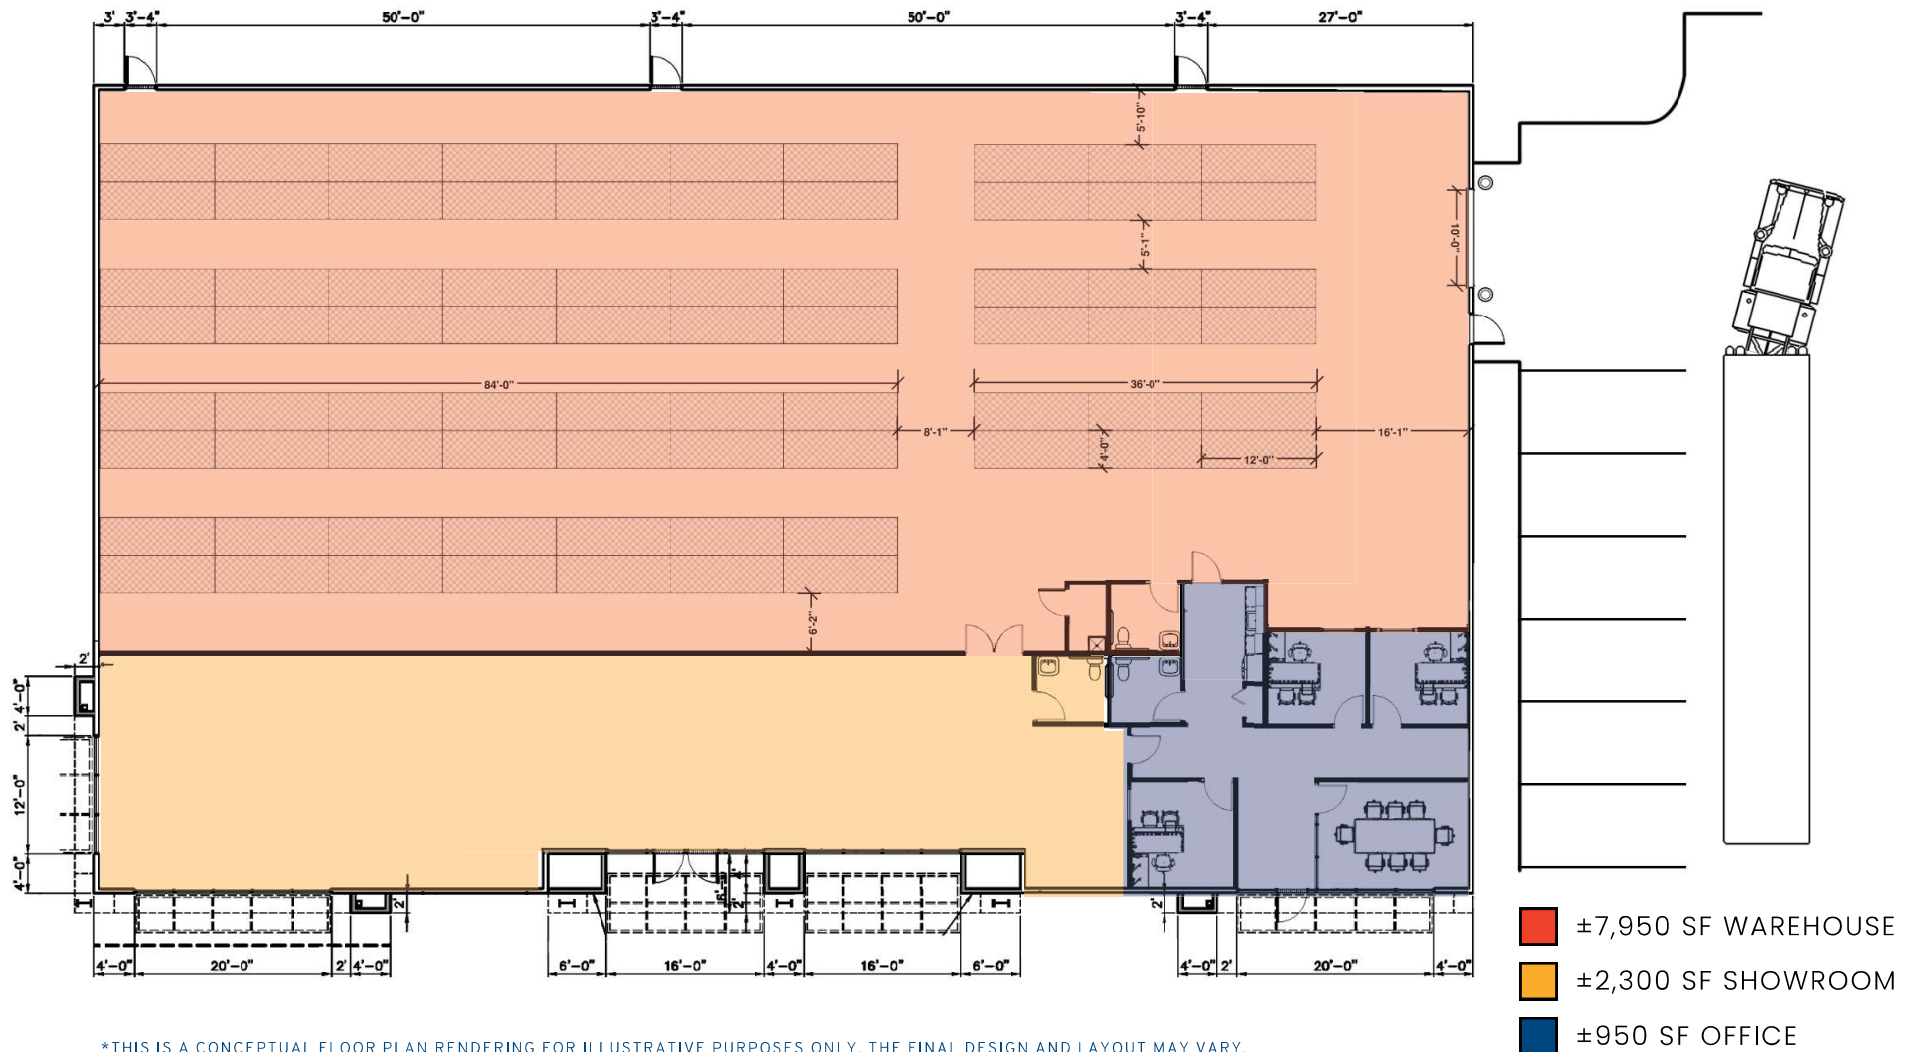 3' 3'-4" 50'-0" 3'-4" 50'-0" 3'-4" 27'-0"
5'-10"
5'-1"
10'-0"
84'-0" 36'-0"
8'-1" 16'-1"
4'-0" 12'-0"
6'-2"
2'
4'-0"
2'
12'-0"
4'-0"
4'
6'-
2'
2' 2'
4'-0" 20'-0" 2' 4'-0" 6'-0" 16'-0" 4'-0" 16'-0" 6'-0" 4'-0" 2' 20'-0" 4'-0"
±7,950 SF WAREHOUSE
±2,300 SF SHOWROOM
±950 SF OFFICE
*THIS IS A CONCEPTUAL FLOOR PLAN RENDERING FOR ILLUSTRATIVE PURPOSES ONLY. THE FINAL DESIGN AND LAYOUT MAY VARY.